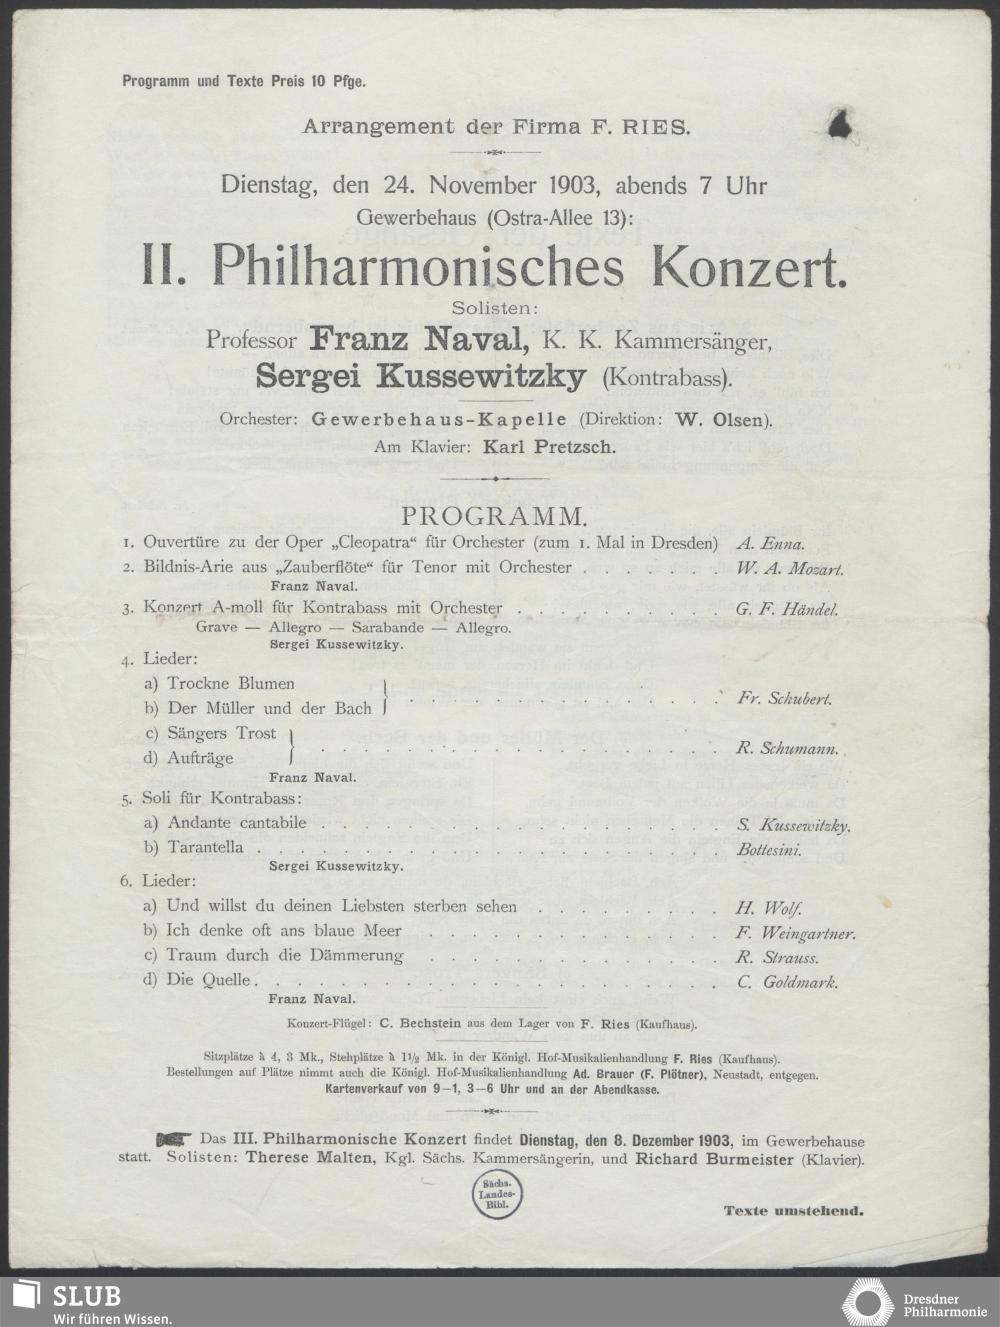 Programm und Texte Preis 10 Pfge.
Arrangement der Firma F. RIES.
Dienstag, den 24. November 1903, abends 7 Uhr
Gewerbehaus (Ostra-Allee 13):
II. Philharmonisches Konzert.
Solisten:
Professor Franz Naval, K. K. Kammersänger,
Sergei Kussewitzky (Kontrabass).
Orchester: Gewerbehaus-Kapelle (Direktion: W. Olsen).
Am Klavier: Karl Pretzsch.
PROGRAMM.
1. Ouvertüre zu der Oper „Cleopatra“ für Orchester (zum 1. Mal in Dresden) A. Enna.
2. Bildnis-Arie aus „Zauberflöte“ für Tenor mit Orchester . . . . . . . W. A. Mozart.
Franz Naval.
3. Konzert A-moll für Kontrabass mit Orchester . . . . . . . . . . G. F. Händel.
Grave — Allegro — Sarabande — Allegro.
Sergei Kussewitzky.
4. Lieder:
a) Trockne Blumen
b) Der Müller und der Bach } . . . . . . . . . . . . . . . Fr. Schubert.
c) Sängers Trost
d) Aufträge } . . . . . . . . . . . . . . . . . . . R. Schumann.
Franz Naval.
5. Soli für Kontrabass:
a) Andante cantabile . . . . . . . . . . . . . . . . . . S. Kussewitzky.
b) Tarantella . . . . . . . . . . . . . . . . . . . . . Bottesini.
Sergei Kussewitzky.
6. Lieder:
a) Und willst du deinen Liebsten sterben sehen . . . . . . . . . H. Wolf.
b) Ich denke oft ans blaue Meer . . . . . . . . . . . . . . F. Weingartner.
c) Traum durch die Dämmerung . . . . . . . . . . . . . . R. Strauss.
d) Die Quelle . . . . . . . . . . . . . . . . . . . . . C. Goldmark.
Franz Naval.
Konzert-Flügel: C. Bechstein aus dem Lager von F. Ries (Kaufhaus).
Sitzplätze à 4, 3 Mk., Stehplätze à 1½ Mk. in der Königl. Hof-Musikalienhandlung F. Ries (Kaufhaus).
Bestellungen auf Plätze nimmt auch die Königl. Hof-Musikalienhandlung Ad. Brauer (F. Plötner), Neustadt, entgegen.
Kartenverkauf von 9—1, 3—6 Uhr und an der Abendkasse.
Das III. Philharmonische Konzert findet Dienstag, den 8. Dezember 1903, im Gewerbehause
statt. Solisten: Therese Malten, Kgl. Sächs. Kammersängerin, und Richard Burmeister (Klavier).
Sächs.
Landes-
Bibl.
Texte umstehend.
SLUB
Wir führen Wissen.
Dresdner
Philharmonie